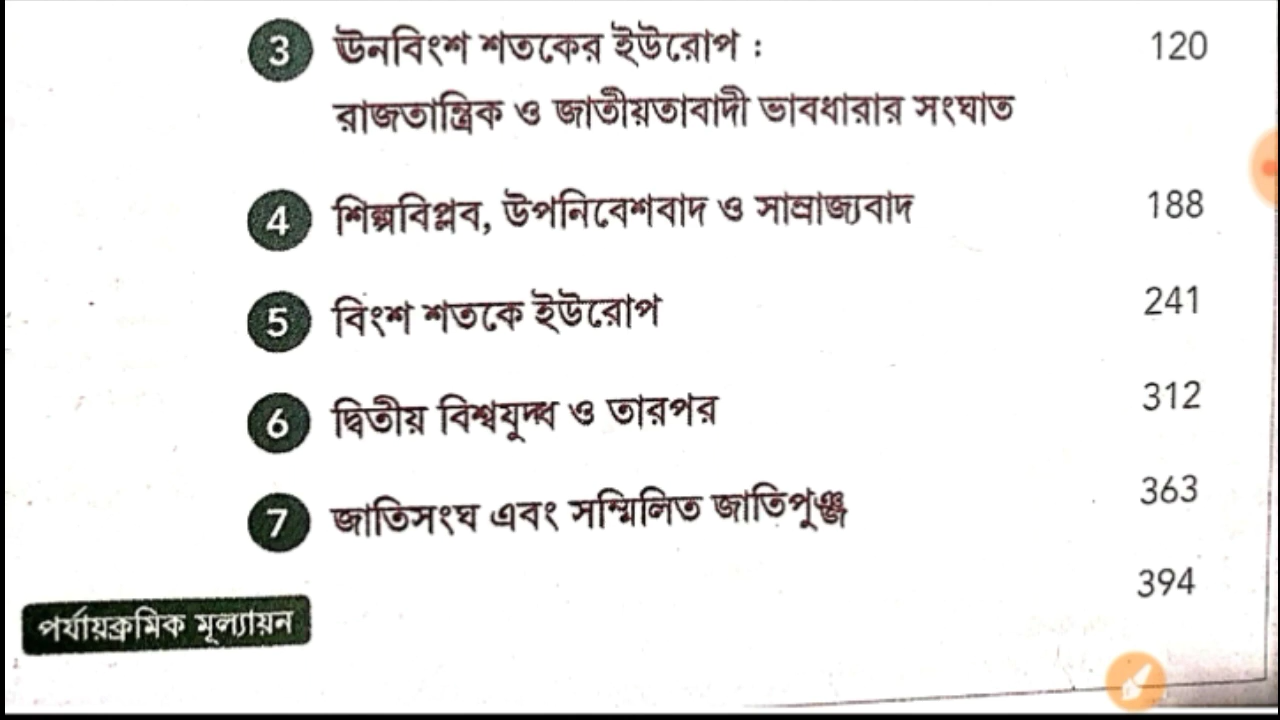 3 ঊনবিংশ শতকের ইউরোপ : 120
রাজতান্ত্রিক ও জাতীয়তাবাদী ভাবধারার সংঘাত
4 শিল্পবিপ্লব, উপনিবেশবাদ ও সাম্রাজ্যবাদ 188
5 বিংশ শতকে ইউরোপ 241
6 দ্বিতীয় বিশ্বযুদ্ধ ও তারপর 312
7 জাতিসংঘ এবং সম্মিলিত জাতিপুঞ্জ 363
পর্যায়ক্রমিক মূল্যায়ন 394